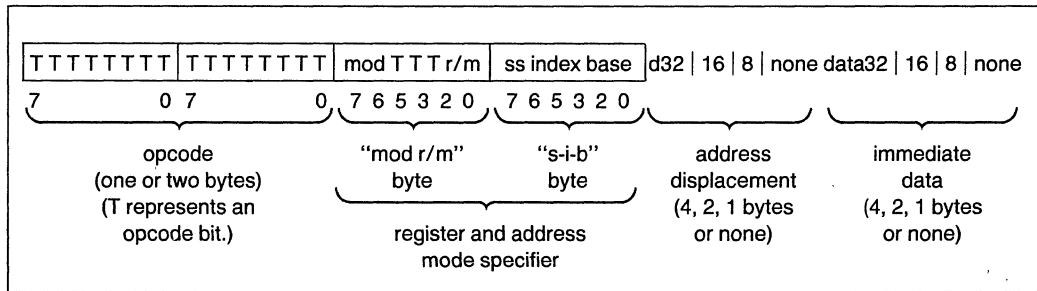 T T T T T T T T | T T T T T T T T | mod T T T r/m | ss index base | d32 | 16 | 8 | none data32 | 16 | 8 | none
7 0 7 0 7 6 5 3 2 0 7 6 5 3 2 0
opcode
(one or two bytes)
(T represents an
opcode bit.)
“mod r/m”
byte
“s-i-b”
byte
register and address
mode specifier
address
displacement
(4, 2, 1 bytes
or none)
immediate
data
(4, 2, 1 bytes
or none)